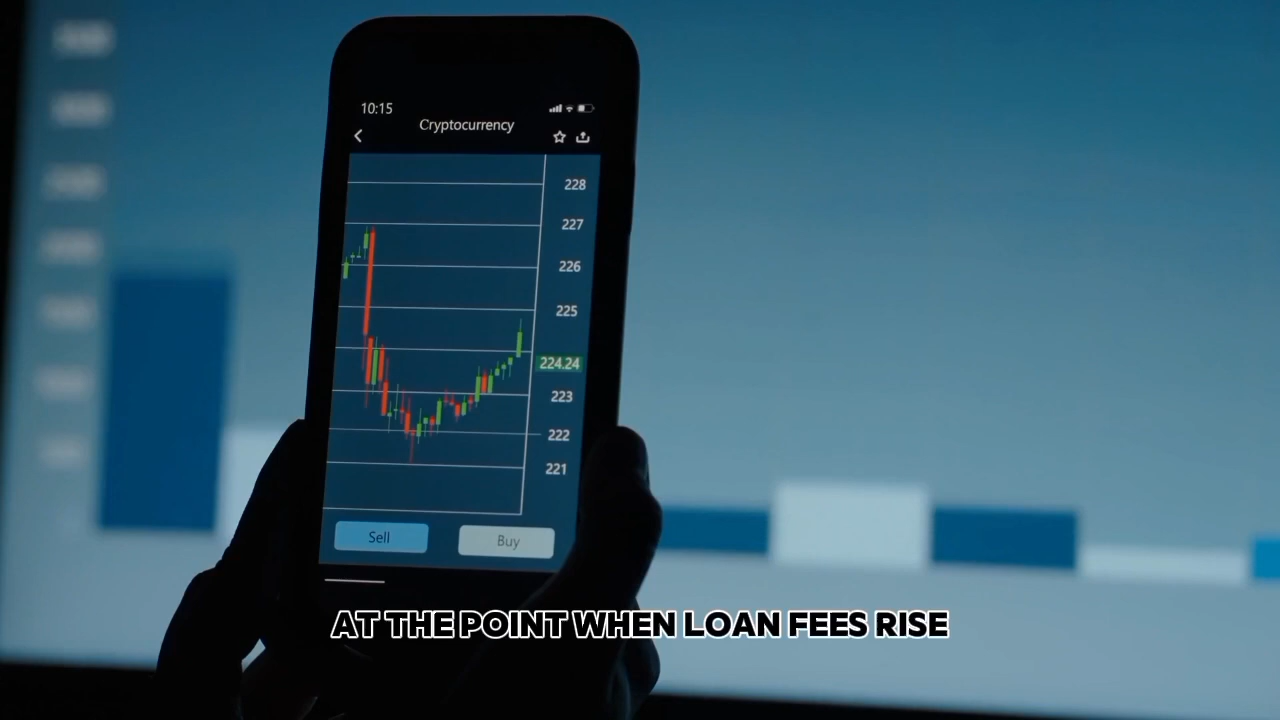 10:15
Cryptocurrency
228
227
226
225
224.24
223
222
221
Sell
Buy
AT THE POINT WHEN LOAN FEES RISE